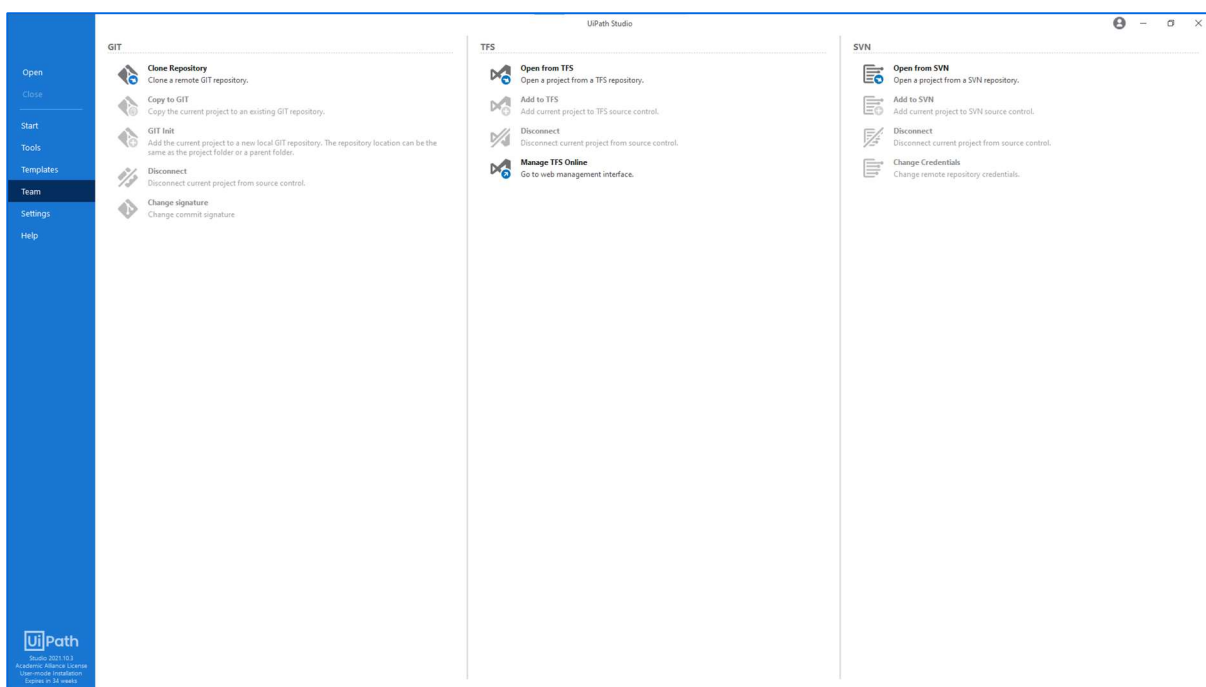 UiPath Studio
Open
Close
Start
Tools
Templates
Team
Settings
Help
UiPath
Studio 2021.10.3
Academic Alliance License
User-mode Installation
Expires in 34 weeks
GIT
Clone Repository
Clone a remote GIT repository.
Copy to GIT
Copy the current project to an existing GIT repository.
GIT Init
Add the current project to a new local GIT repository. The repository location can be the
same as the project folder or a parent folder.
Disconnect
Disconnect current project from source control.
Change signature
Change commit signature
TFS
Open from TFS
Open a project from a TFS repository.
Add to TFS
Add current project to TFS source control.
Disconnect
Disconnect current project from source control.
Manage TFS Online
Go to web management interface.
SVN
Open from SVN
Open a project from a SVN repository.
Add to SVN
Add current project to SVN source control.
Disconnect
Disconnect current project from source control.
Change Credentials
Change remote repository credentials.